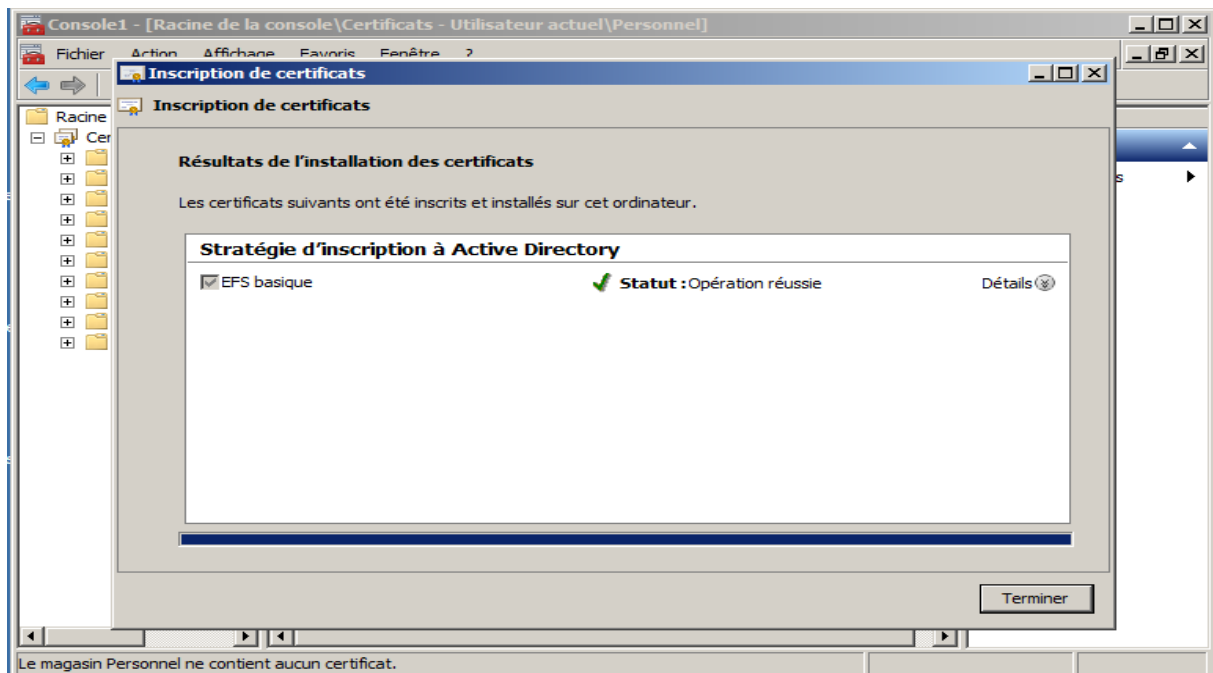 Console1 - [Racine de la console\Certificats - Utilisateur actuel\Personnel]
Fichier Action Affichage Favoris Fenêtre ?
Inscription de certificats
Inscription de certificats
Racine
Cer
Résultats de l'installation des certificats
s
Les certificats suivants ont été inscrits et installés sur cet ordinateur.
Stratégie d'inscription à Active Directory
EFS basique Statut : Opération réussie Détails
Terminer
Le magasin Personnel ne contient aucun certificat.